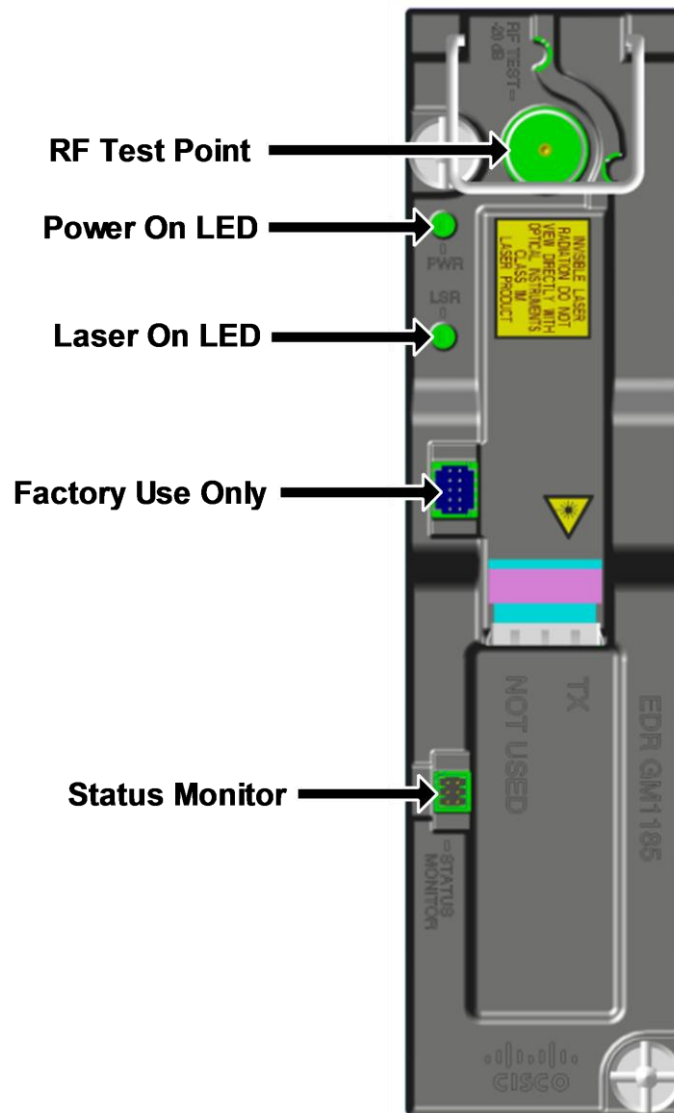 RF TEST =
-20 dB
RF Test Point
Power On LED
PWR
INVISIBLE LASER
RADIATION DO NOT
VIEW DIRECTLY WITH
OPTICAL INSTRUMENTS
CLASS 1M
LASER PRODUCT
LSR
Laser On LED
Factory Use Only
TX
NOT USED
EDR GM1185
Status Monitor
STATUS
MONITOR
CISCO